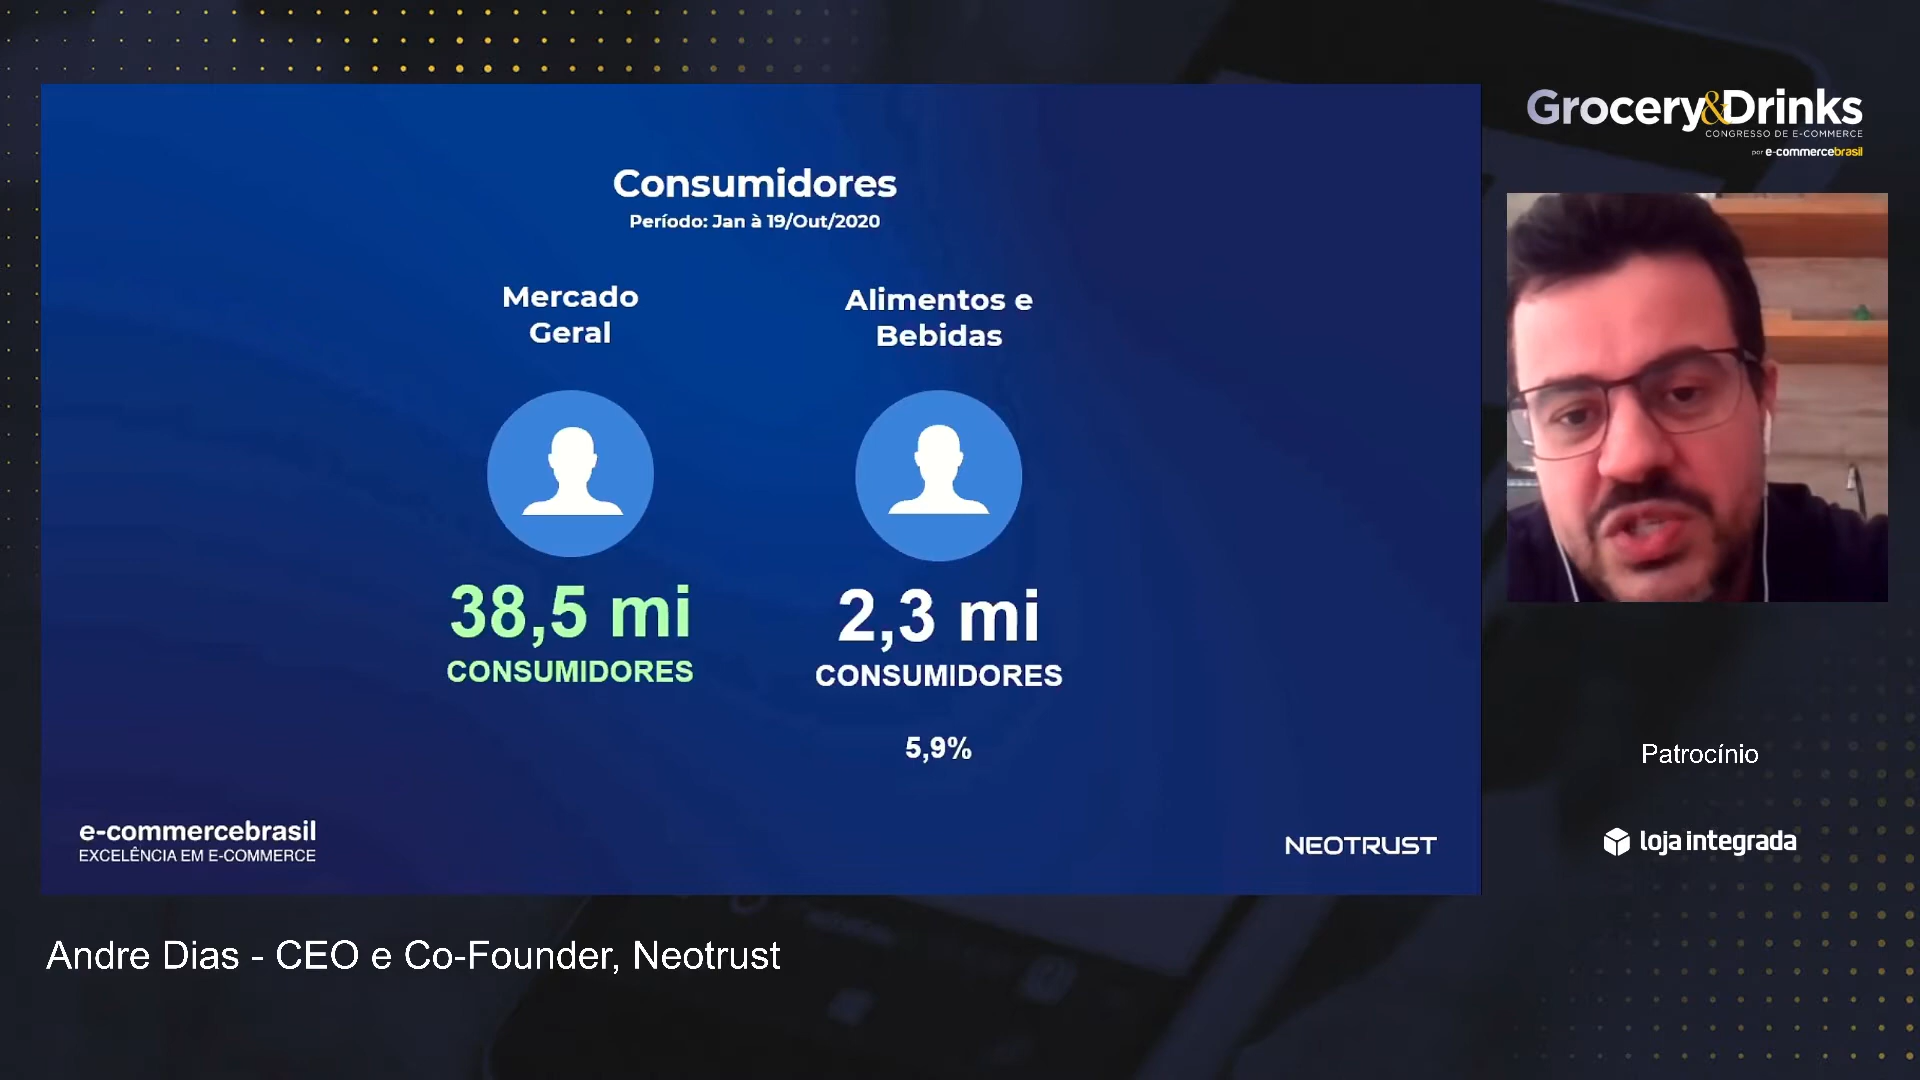 Consumidores
Período: Jan à 19/Out/2020
Mercado
Geral
38,5 mi
CONSUMIDORES
Alimentos e
Bebidas
2,3 mi
CONSUMIDORES
5,9%
e-commercebrasil
EXCELÊNCIA EM E-COMMERCE
NEOTRUST
Grocery&Drinks
CONGRESSO DE E-COMMERCE
por e-commercebrasil
Patrocínio
loja integrada
Andre Dias - CEO e Co-Founder, Neotrust